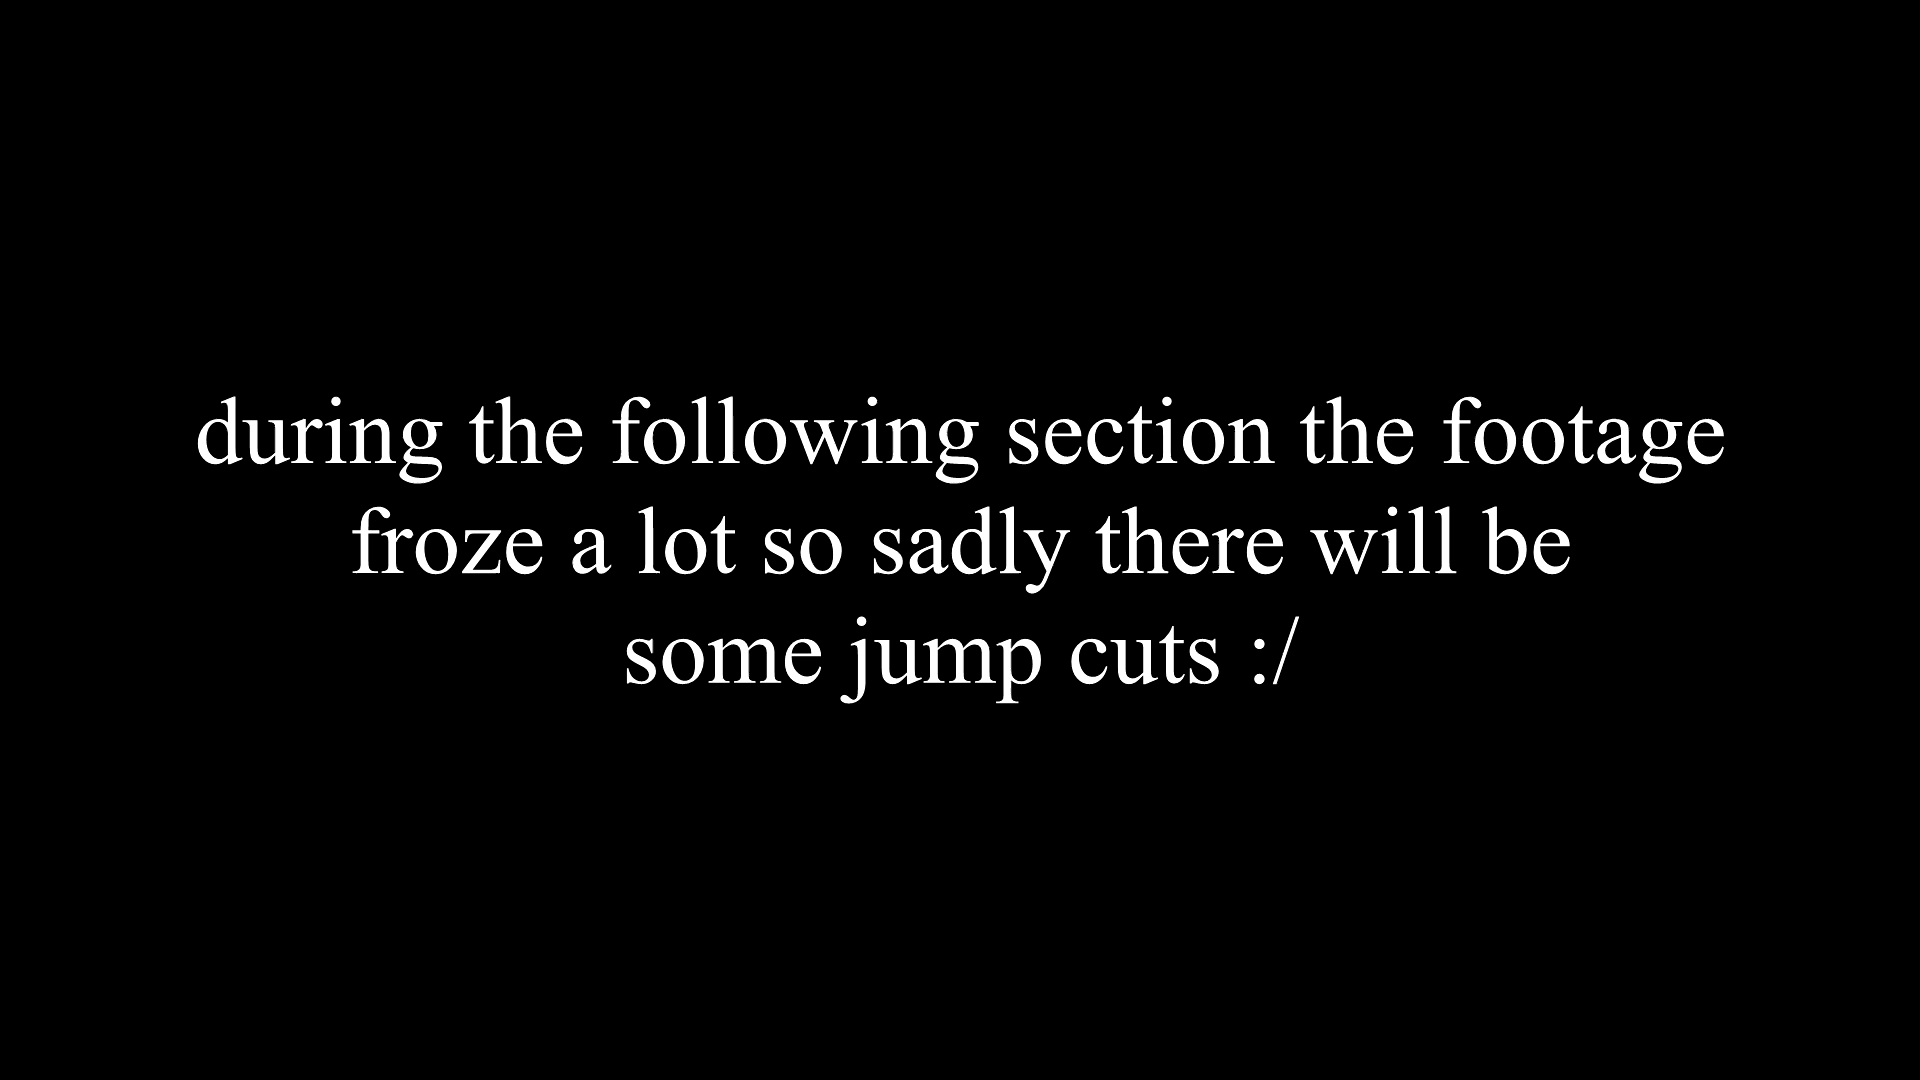 during the following section the footage
froze a lot so sadly there will be
some jump cuts :/